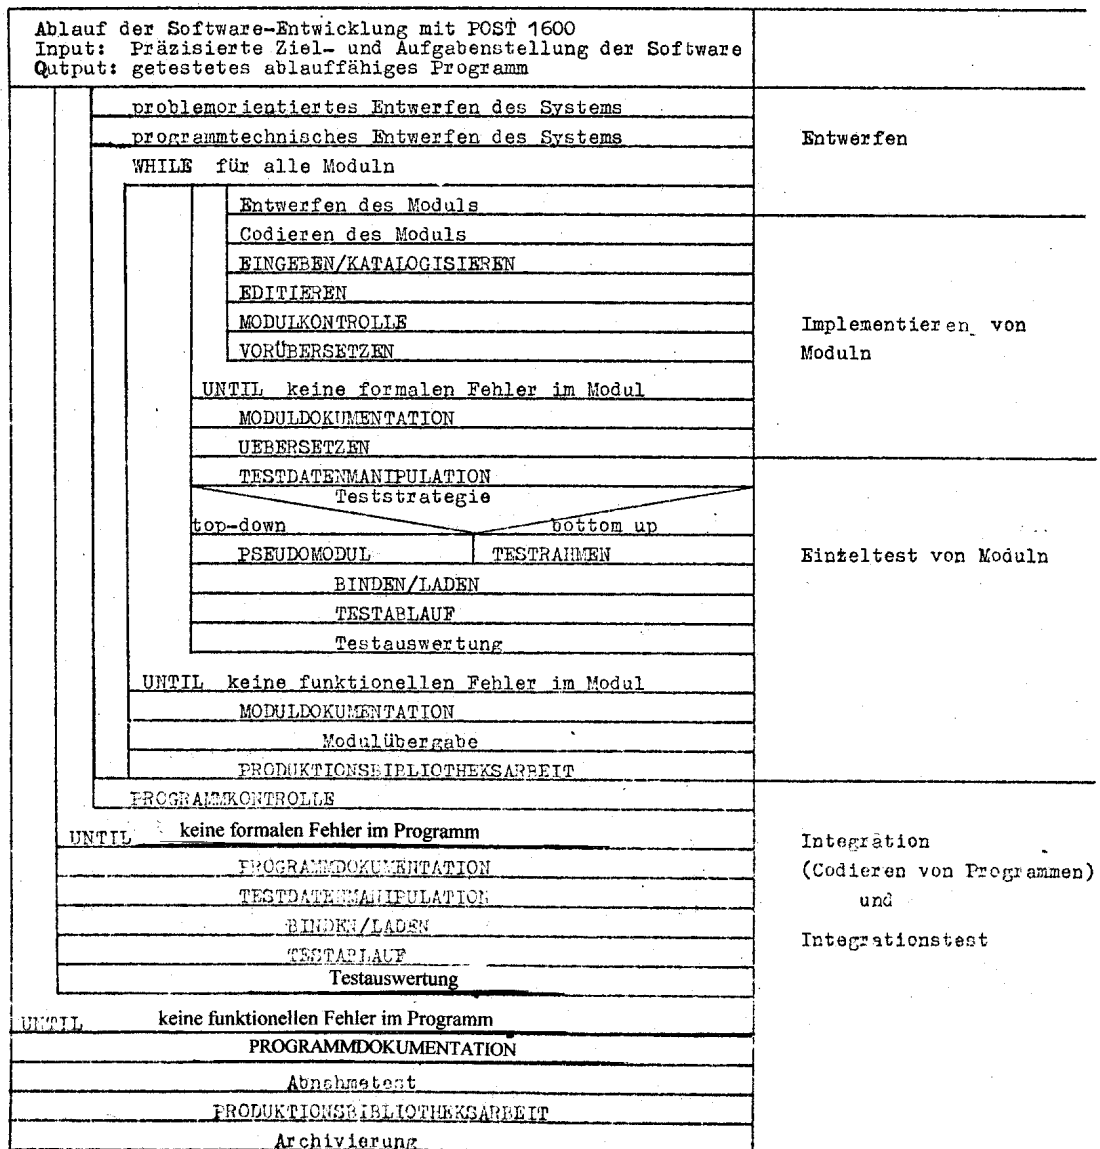 Ablauf der Software-Entwicklung mit POST 1600
Input: Präzisierte Ziel- und Aufgabenstellung der Software
Qutput: getestetes ablauffähiges Programm
problemorientiertes Entwerfen des Systems
programmtechnisches Entwerfen des Systems
Entwerfen
WHILE für alle Moduln
Entwerfen des Moduls
Codieren des Moduls
EINGEBEN/KATALOGISIEREN
EDITIEREN
MODULKONTROLLE
VORÜBERSETZEN
Implementieren von
Moduln
UNTIL keine formalen Fehler im Modul
MODULDOKUMENTATION
UEBERSETZEN
TESTDATENMANIPULATION
Teststrategie
top-down bottom up
PSEUDOMODUL TESTRAHMEN
Einzeltest von Moduln
BINDEN/LADEN
TESTABLAUF
Testauswertung
UNTIL keine funktionellen Fehler im Modul
MODULDOKUMENTATION
Modulübergabe
PRODUKTIONSBIBLIOTHEKSARBEIT
PROGRAMMKONTROLLE
UNTIL keine formalen Fehler im Programm
PROGRAMMDOKUMENTATION
TESTDATENMANIPULATION
BINDEN/LADEN
TESTABLAUF
Testauswertung
Integration
(Codieren von Programmen)
und
Integrationstest
UNTIL keine funktionellen Fehler im Programm
PROGRAMMDOKUMENTATION
Abnahmetest
PRODUKTIONSBIBLIOTHEKSARBEIT
Archivierung